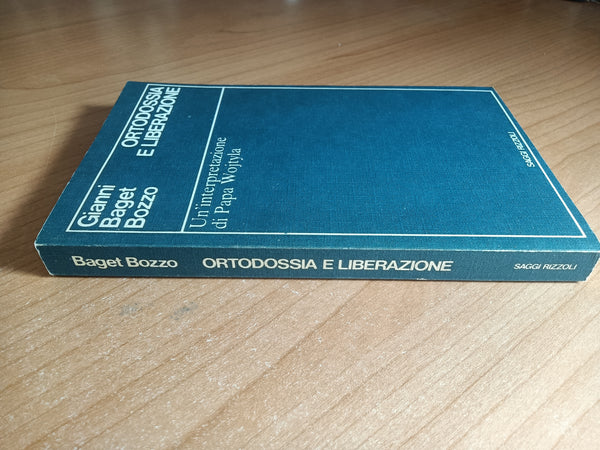 Gianni
Baget
Bozzo
ORTODOSSIA
E LIBERAZIONE
Un'interpretazione
di Papa Wojtyla
SAGGI RIZZOLI
Baget Bozzo ORTODOSSIA E LIBERAZIONE SAGGI RIZZOLI